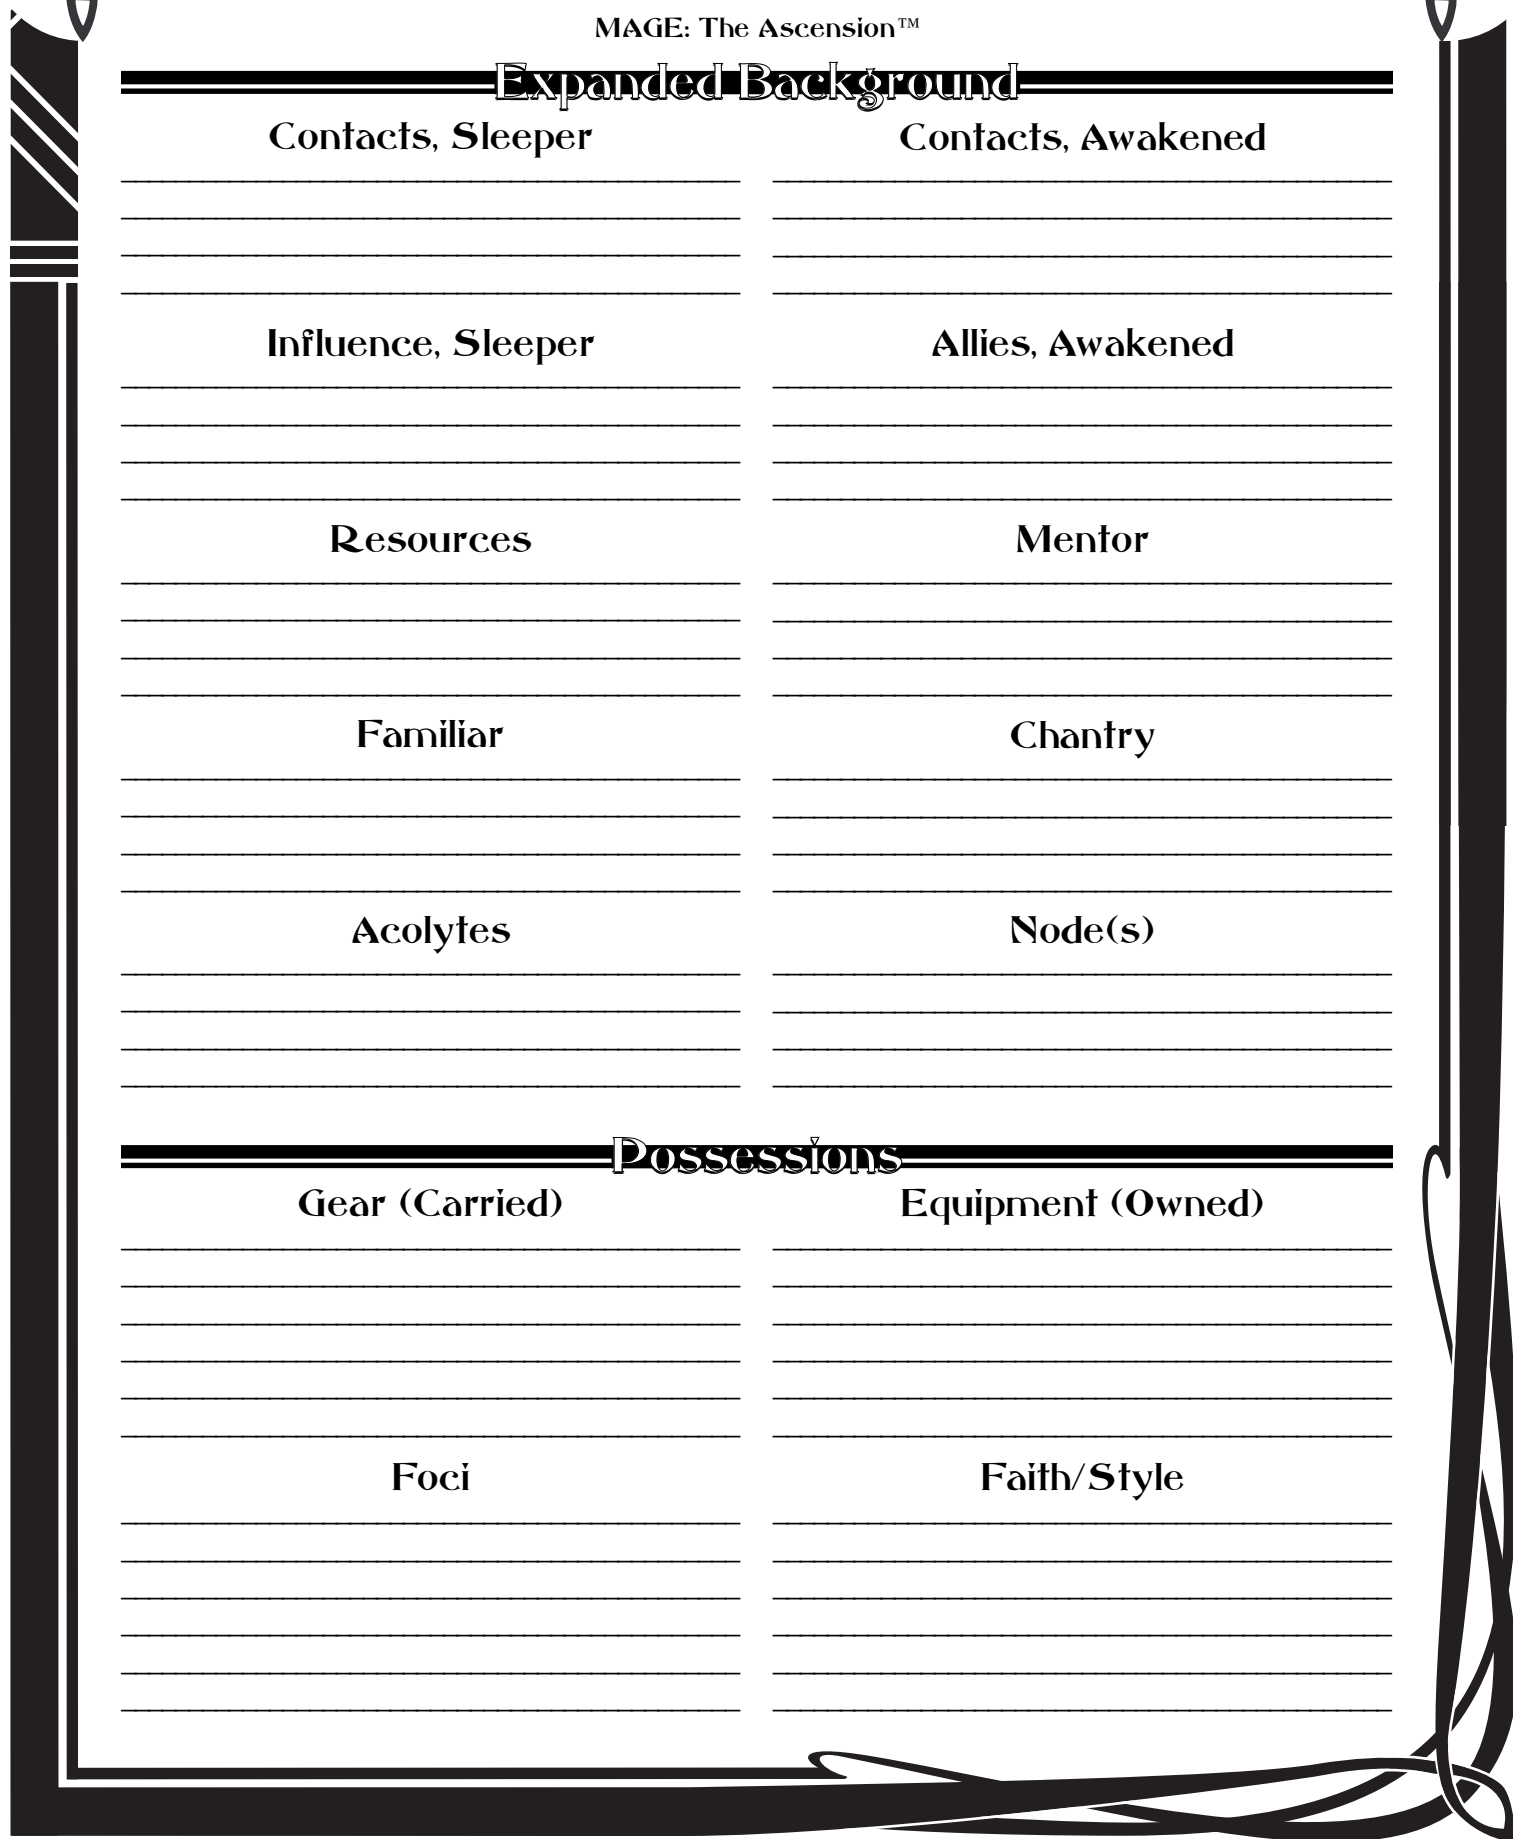 MAGE: The Ascension™
Expanded Background
Contacts, Sleeper
Contacts, Awakened
Influence, Sleeper
Allies, Awakened
Resources
Mentor
Familiar
Chantry
Acolytes
Node(s)
Possessions
Gear (Carried)
Equipment (Owned)
Foci
Faith/Style